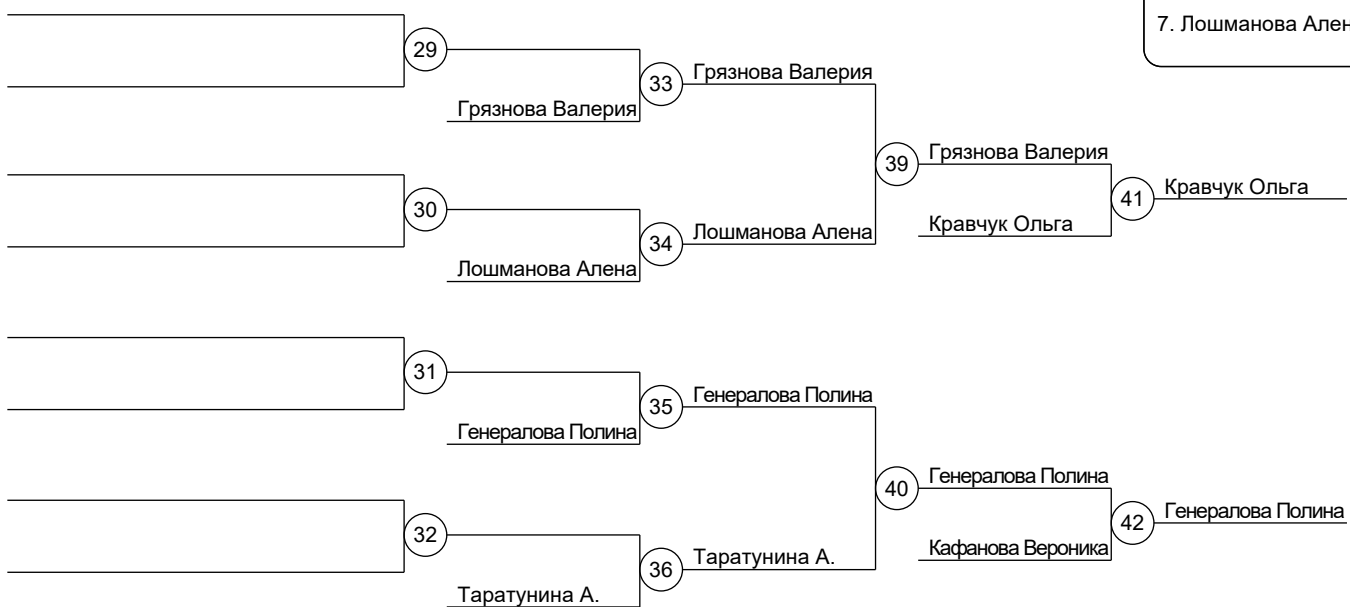 7. Лошманова Ален
29
33
Грязнова Валерия
Грязнова Валерия
39
Грязнова Валерия
41
Кравчук Ольга
30
34
Лошманова Алена
Кравчук Ольга
Лошманова Алена
31
35
Генералова Полина
Генералова Полина
40
Генералова Полина
42
Генералова Полина
32
36
Таратунина А.
Кафанова Вероника
Таратунина А.